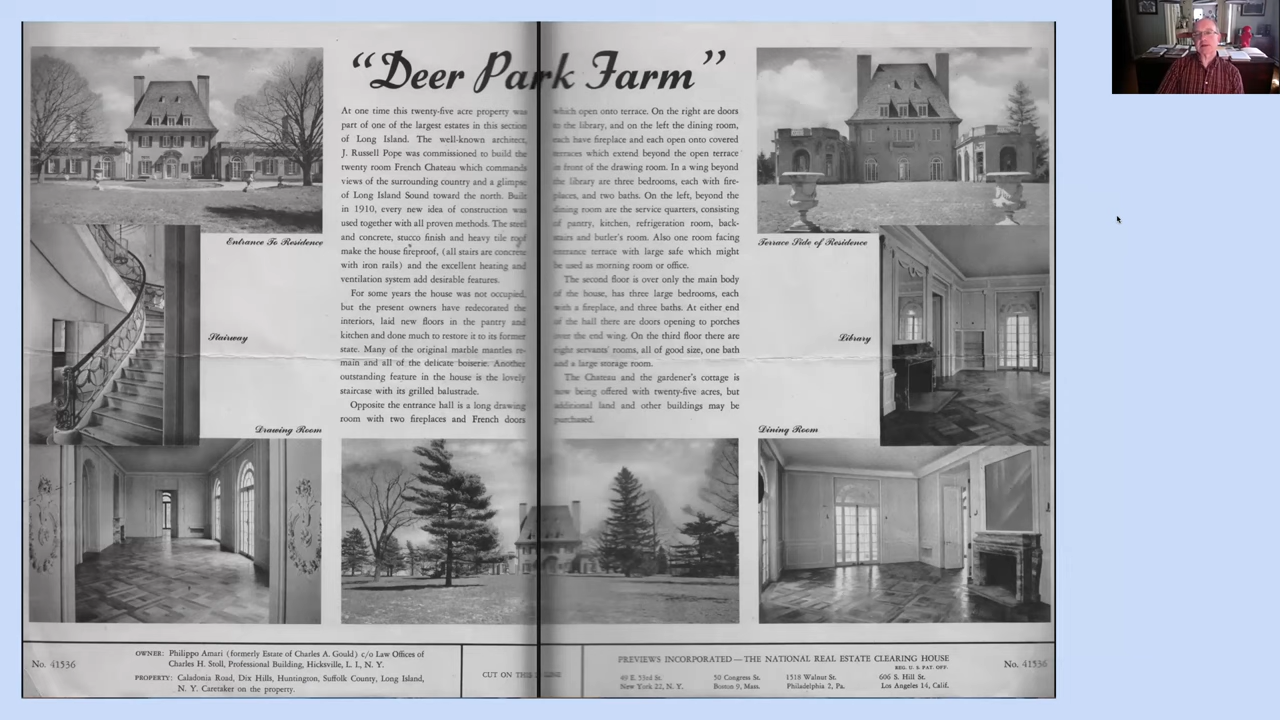 “Deer Park Farm”
At one time this twenty-five acre property was
part of one of the largest estates in this section
of Long Island. The well-known architect,
J. Russell Pope was commissioned to build the
twenty room French Chateau which commands
views of the surrounding country and a glimpse
of Long Island Sound toward the north. Built
in 1910, every new idea of construction was
used together with all proven methods. The steel
and concrete, stucco finish and heavy tile roof
make the house fireproof, (all stairs are concrete
with iron rails) and the excellent heating and
ventilation system add desirable features.
For some years the house was not occupied,
but the present owners have redecorated the
interiors, laid new floors in the pantry and
kitchen and done much to restore it to its former
state. Many of the original marble mantles re-
main and all of the delicate boiserie. Another
outstanding feature in the house is the lovely
staircase with its grilled balustrade.
Opposite the entrance hall is a long drawing
room with two fireplaces and French doors
which open onto terrace. On the right are doors
to the library, and on the left the dining room,
each have fireplace and each open onto covered
terraces which extend beyond the open terrace
in front of the drawing room. In a wing beyond
the library are three bedrooms, each with fire-
places, and two baths. On the left, beyond the
dining room are the service quarters, consisting
of pantry, kitchen, refrigeration room, back-
stairs and butler's room. Also one room facing
entrance terrace with large safe which might
be used as morning room or office.
The second floor is over only the main body
of the house, has three large bedrooms, each
with a fireplace, and three baths. At either end
of the hall there are doors opening to porches
over the end wing. On the third floor there are
eight servants' rooms, all of good size, one bath
and a large storage room.
The Chateau and the gardener's cottage is
now being offered with twenty-five acres, but
additional land and other buildings may be
purchased.
Entrance To Residence
Terrace Side of Residence
Stairway
Library
Drawing Room
Dining Room
No. 41536
OWNER: Philippo Amari (formerly Estate of Charles A. Gould) c/o Law Offices of
Charles H. Stoll, Professional Building, Hicksville, L. I., N. Y.
PROPERTY: Caladonia Road, Dix Hills, Huntington, Suffolk County, Long Island,
N. Y. Caretaker on the property.
CUT ON THIS LINE
PREVIEWS INCORPORATED—THE NATIONAL REAL ESTATE CLEARING HOUSE
REG. U. S. PAT. OFF.
49 E. 53rd St. 50 Congress St. 1518 Walnut St. 606 S. Hill St.
New York 22, N. Y. Boston 9, Mass. Philadelphia 2, Pa. Los Angeles 14, Calif.
No. 41536